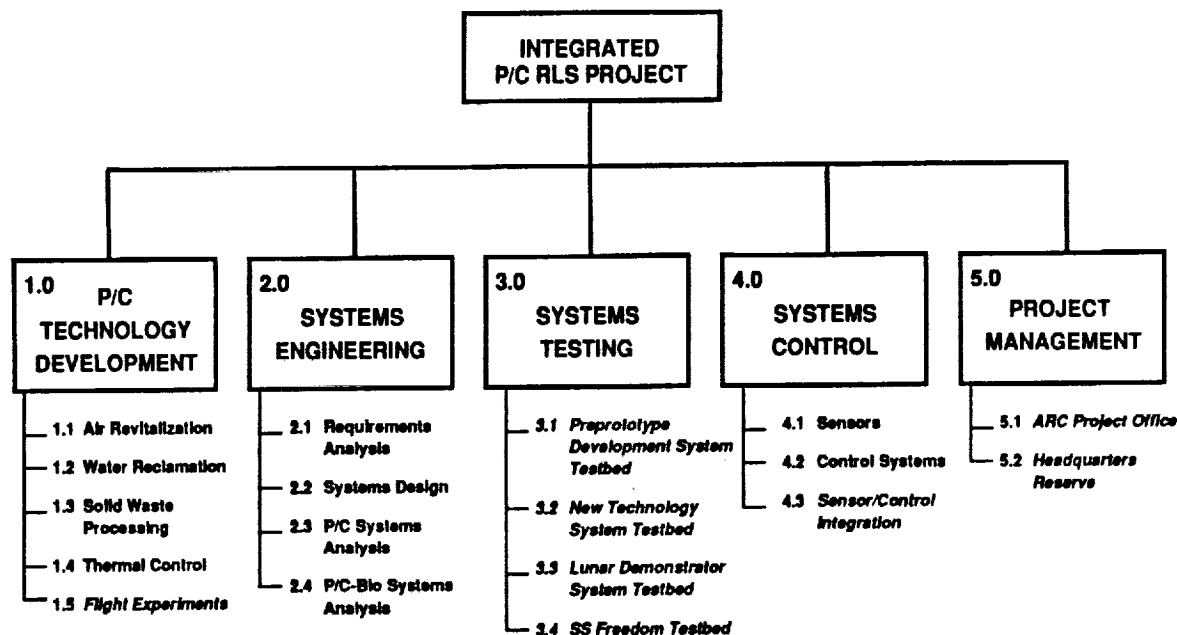 INTEGRATED
P/C RLS PROJECT
1.0
P/C
TECHNOLOGY
DEVELOPMENT
2.0
SYSTEMS
ENGINEERING
3.0
SYSTEMS
TESTING
4.0
SYSTEMS
CONTROL
5.0
PROJECT
MANAGEMENT
1.1 Air Revitalization
1.2 Water Reclamation
1.3 Solid Waste
Processing
1.4 Thermal Control
1.5 Flight Experiments
2.1 Requirements
Analysis
2.2 Systems Design
2.3 P/C Systems
Analysis
2.4 P/C-Bio Systems
Analysis
3.1 Preprototype
Development System
Testbed
3.2 New Technology
System Testbed
3.3 Lunar Demonstrator
System Testbed
3.4 SS Freedom Testbed
4.1 Sensors
4.2 Control Systems
4.3 Sensor/Control
Integration
5.1 ARC Project Office
5.2 Headquarters
Reserve